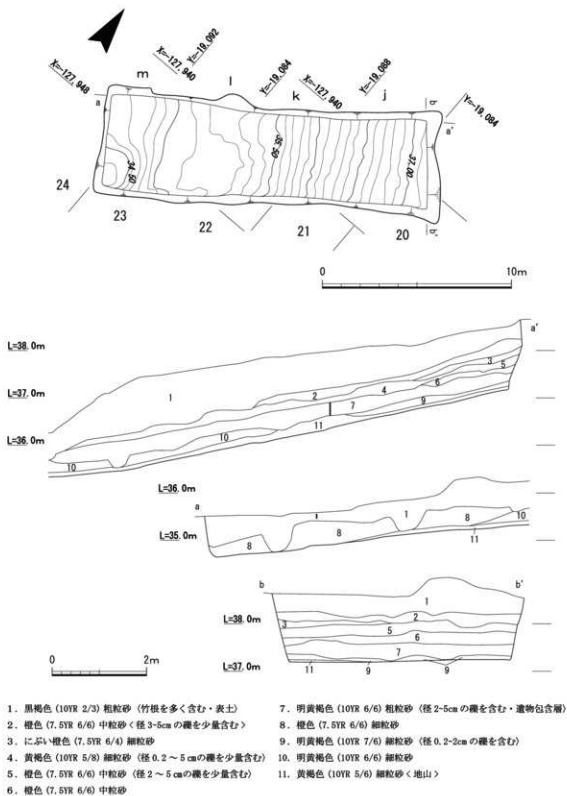 X=-127,948
m
X=-127,940
Y=-19,092
l
Y=-19,084
k
X=-127,940
Y=-19,088
j
b
Y=-19,084
a
a'
34.50
35.50
37.00
24
23
22
21
20
b'
0 10m
L=38.0m
L=37.0m
L=36.0m
a'
1
2
3
4
5
6
7
9
10
10
11
L=36.0m
a
L=35.0m
8
8
1
8
10
11
b
b'
L=38.0m
L=37.0m
1
2
3
5
6
7
11
9
9
0 2m
1. 黒褐色 (10YR 2/3) 粗粒砂 (竹根を多く含む・表土)
2. 橙色 (7.5YR 6/6) 中粒砂 <径 3-5cm の礫を少量含む>
3. にぶい橙色 (7.5YR 6/4) 細粒砂
4. 黄褐色 (10YR 5/8) 細粒砂 (径 0.2 ~ 5 cmの礫を少量含む)
5. 橙色 (7.5YR 6/6) 中粒砂 (径 2 ~ 5 cmの礫を少量含む)
6. 橙色 (7.5YR 6/6) 中粒砂
7. 明黄褐色 (10YR 6/6) 粗粒砂 (径 2-5cm の礫を含む・遺物包含層)
8. 橙色 (7.5YR 6/6) 細粒砂
9. 明黄褐色 (10YR 7/6) 細粒砂 (径 0.2-2cm の礫を含む)
10. 明黄褐色 (10YR 6/6) 細粒砂
11. 黄褐色 (10YR 5/6) 細粒砂 <地山>